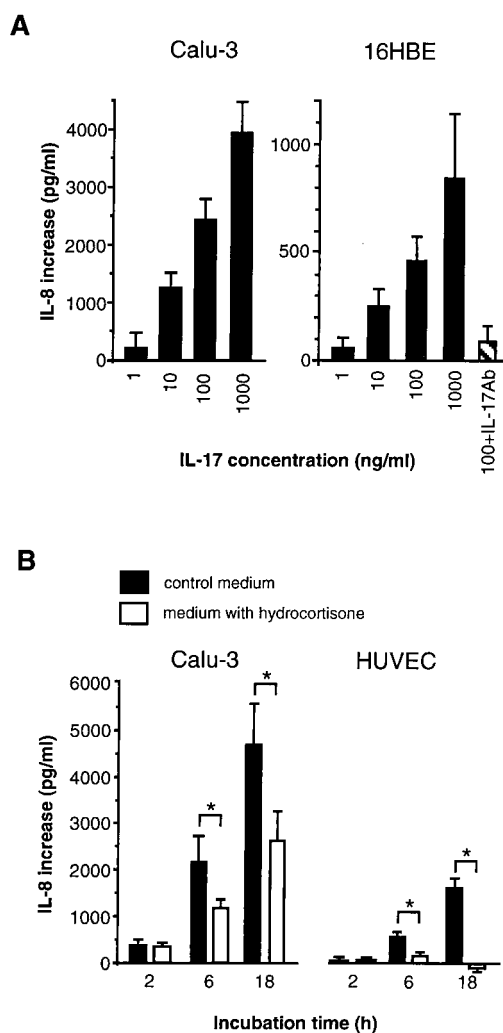 A
Calu-3
16HBE
IL-8 increase (pg/ml)
4000
3000
2000
1000
0
1000
500
0
1
10
100
1000
1
10
100
1000
100+IL-17Ab
IL-17 concentration (ng/ml)
B
control medium
medium with hydrocortisone
Calu-3
HUVEC
IL-8 increase (pg/ml)
6000
5000
4000
3000
2000
1000
0
*
*
*
*
2
6
18
2
6
18
Incubation time (h)